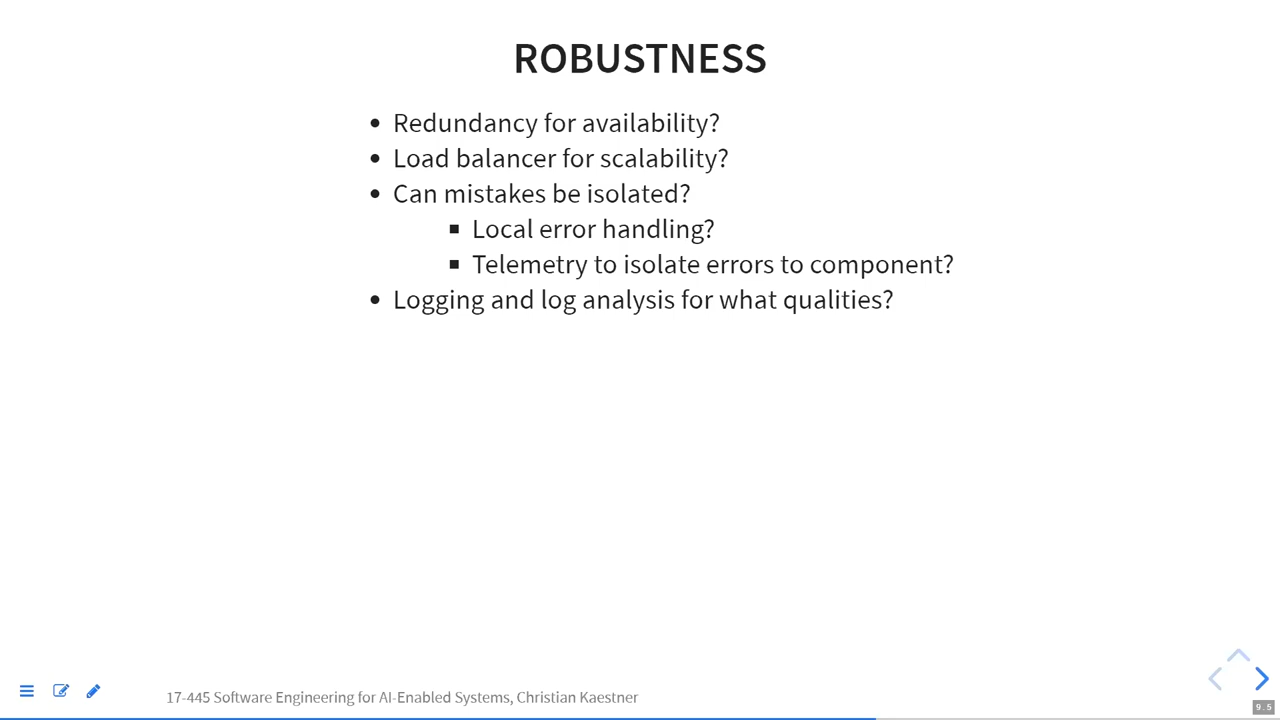 ROBUSTNESS
• Redundancy for availability?
• Load balancer for scalability?
• Can mistakes be isolated?
▪ Local error handling?
▪ Telemetry to isolate errors to component?
• Logging and log analysis for what qualities?
17-445 Software Engineering for AI-Enabled Systems, Christian Kaestner
9.5